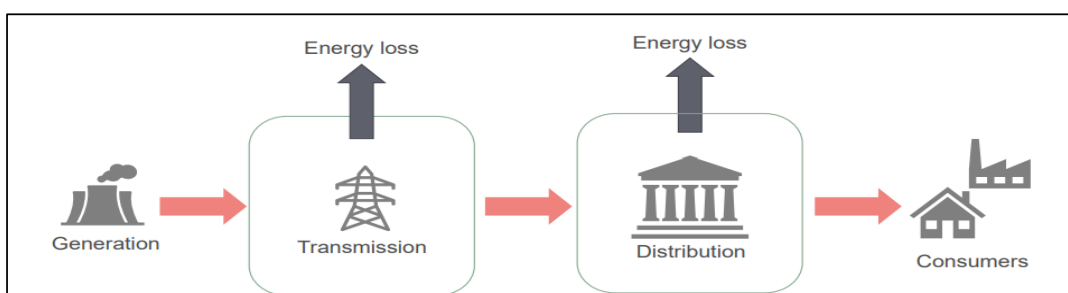 Energy loss
Energy loss
Generation
Transmission
Distribution
Consumers